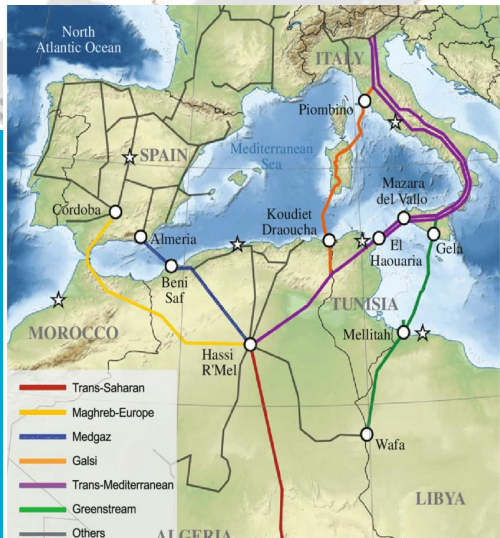 North
Atlantic Ocean
ITALY
Piombino
SPAIN
Mediterranean
Sea
Mazara
del Vallo
Córdoba
Koudiet
Draoucha
Almeria
El
Haouaria
Gela
Beni
Saf
TUNISIA
MOROCCO
Mellitah
Hassi
R'Mel
Trans-Saharan
Maghreb-Europe
Medgaz
Wafa
Galsi
Trans-Mediterranean
LIBYA
Greenstream
Others
ALGERIA